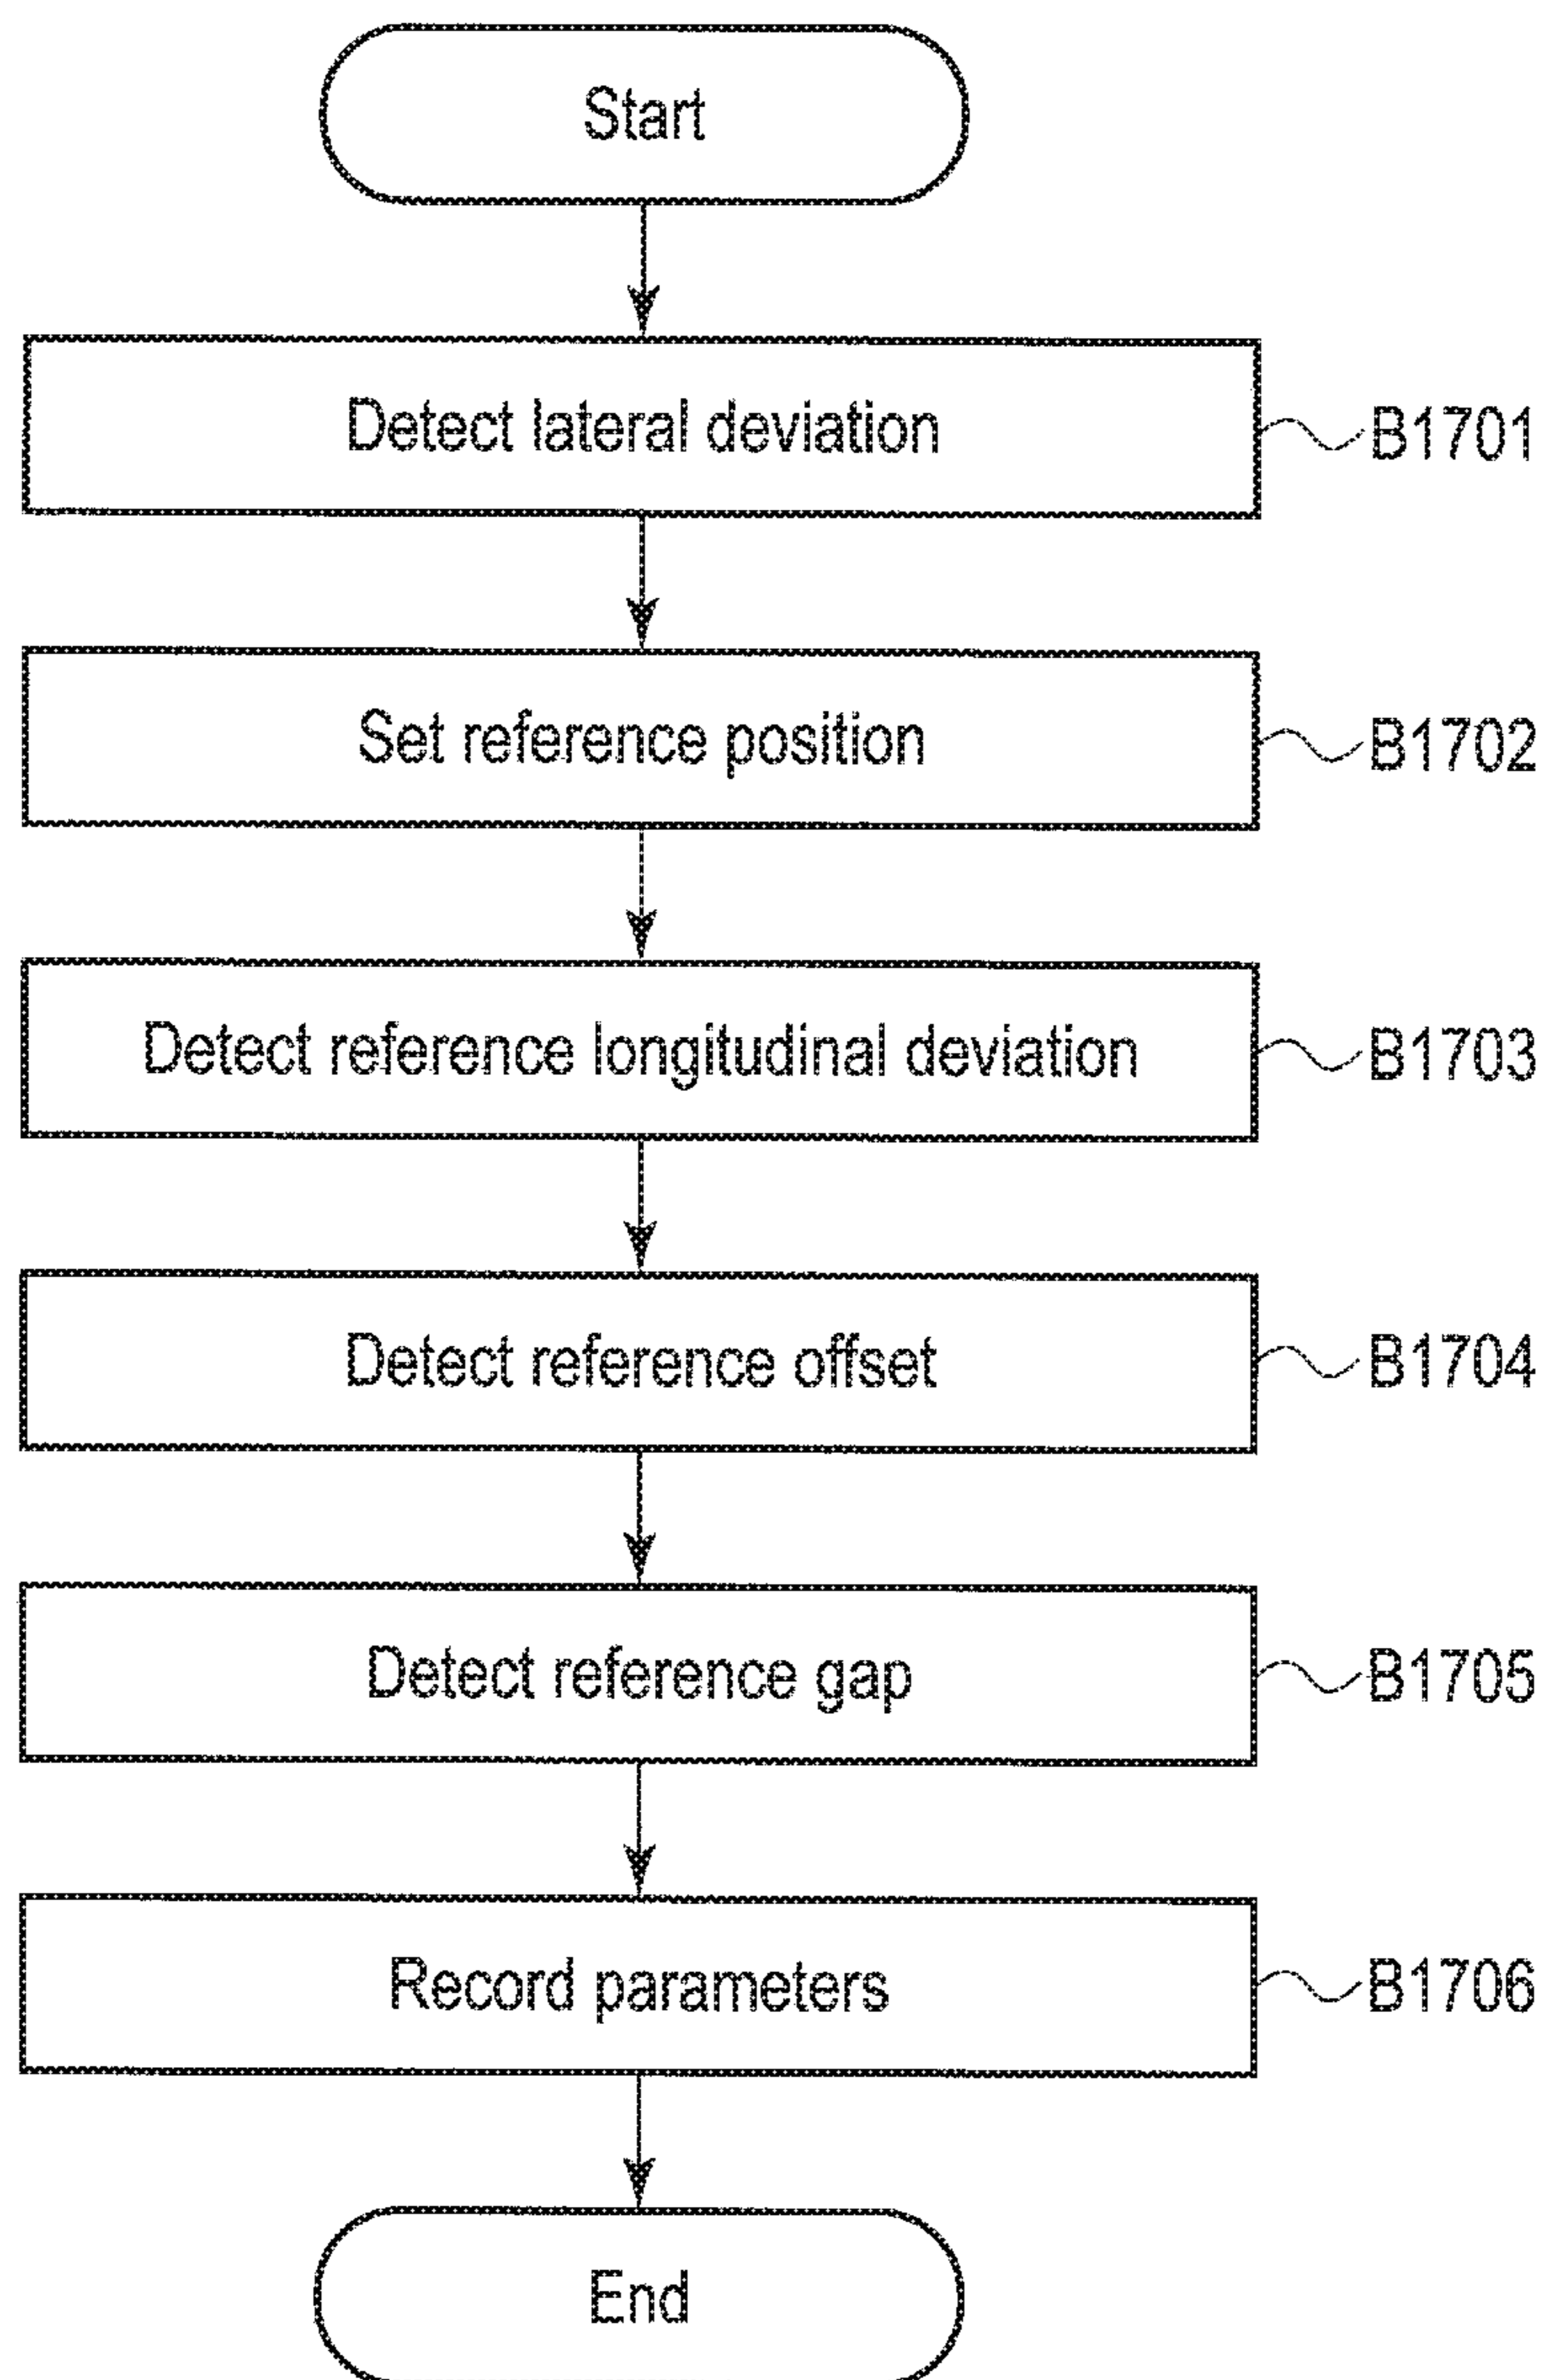 Start
Detect lateral deviation B1701
Set reference position B1702
Detect reference longitudinal deviation B1703
Detect reference offset B1704
Detect reference gap B1705
Record parameters B1706
End